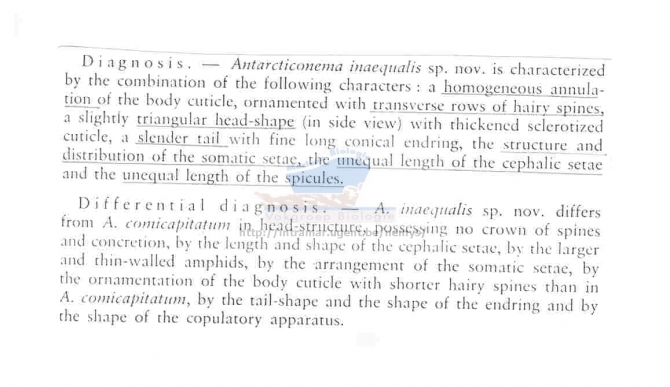 Diagnosis. — Antarcticonema inaequalis sp. nov. is characterized
by the combination of the following characters : a homogeneous annula-
tion of the body cuticle, ornamented with transverse rows of hairy spines,
a slightly triangular head-shape (in side view) with thickened sclerotized
cuticle, a slender tail with fine long conical endring, the structure and
distribution of the somatic setae, the unequal length of the cephalic setae
and the unequal length of the spicules.
Differential diagnosis. — A. inaequalis sp. nov. differs
Vakgroep Biologie
from A. comicapitatum in head-structure, possessing no crown of spines
and concretion, by the length and shape of the cephalic setae, by the larger
and thin-walled amphids, by the arrangement of the somatic setae, by
the ornamentation of the body cuticle with shorter hairy spines than in
A. comicapitatum, by the tail-shape and the shape of the endring and by
the shape of the copulatory apparatus.